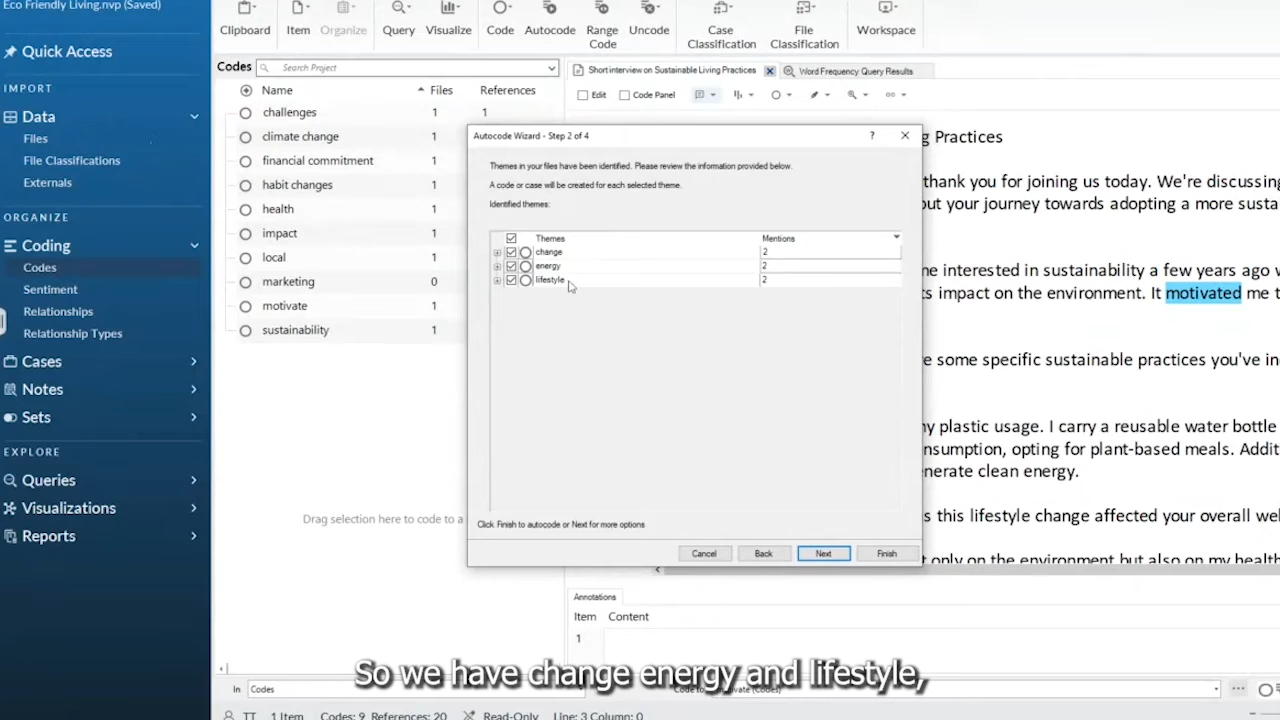 Eco Friendly Living.nvp (Saved)
Quick Access
IMPORT
Data
Files
File Classifications
Externals
ORGANIZE
Coding
Codes
Sentiment
Relationships
Relationship Types
Cases
Notes
Sets
EXPLORE
Queries
Visualizations
Reports
Clipboard
Item
Organize
Query
Visualize
Code
Autocode
Range
Code
Uncode
Case
Classification
File
Classification
Workspace
Codes
Search Project
Name
Files
References
challenges 1 1
climate change 1
financial commitment 1
habit changes 1
health 1
impact 1
local 1
marketing 0
motivate 1
sustainability 1
Drag selection here to code to a
Short interview on Sustainable Living Practices
Word Frequency Query Results
Edit
Code Panel
g Practices
thank you for joining us today. We're discussing
out your journey towards adopting a more susta
me interested in sustainability a few years ago w
ts impact on the environment. It motivated me t
re some specific sustainable practices you've in
ny plastic usage. I carry a reusable water bottle
nsumption, opting for plant-based meals. Addit
nerate clean energy.
s this lifestyle change affected your overall wel
t only on the environment but also on my health
Autocode Wizard - Step 2 of 4
?
Themes in your files have been identified. Please review the information provided below.
A code or case will be created for each selected theme.
Identified themes:
Themes Mentions
change 2
energy 2
lifestyle 2
Click Finish to autocode or Next for more options
Cancel
Back
Next
Finish
Annotations
Item Content
1
So we have change energy and lifestyle,
In Codes
TT 1 Item Codes: 9 References: 20 Read-Only Line: 3 Column: 0